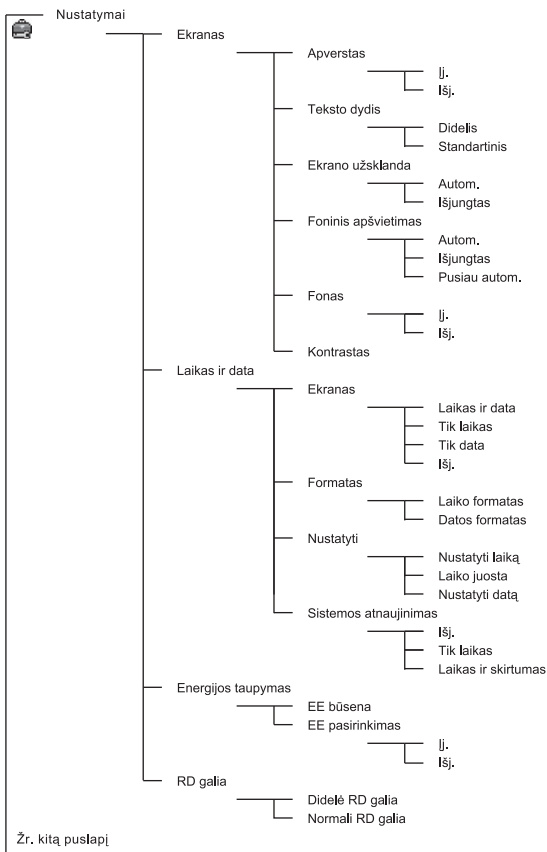 Nustatymai
Ekranas
Apverstas
Įj.
Išj.
Teksto dydis
Didelis
Standartinis
Ekrano užsklanda
Autom.
Išjungtas
Foninis apšvietimas
Autom.
Išjungtas
Pusiau autom.
Fonas
Įj.
Išj.
Kontrastas
Laikas ir data
Ekranas
Laikas ir data
Tik laikas
Tik data
Išj.
Formatas
Laiko formatas
Datos formatas
Nustatyti
Nustatyti laiką
Laiko juosta
Nustatyti datą
Sistemos atnaujinimas
Išj.
Tik laikas
Laikas ir skirtumas
Energijos taupymas
EE būsena
EE pasirinkimas
Įj.
Išj.
RD galia
Didelė RD galia
Normali RD galia
Žr. kitą puslapį